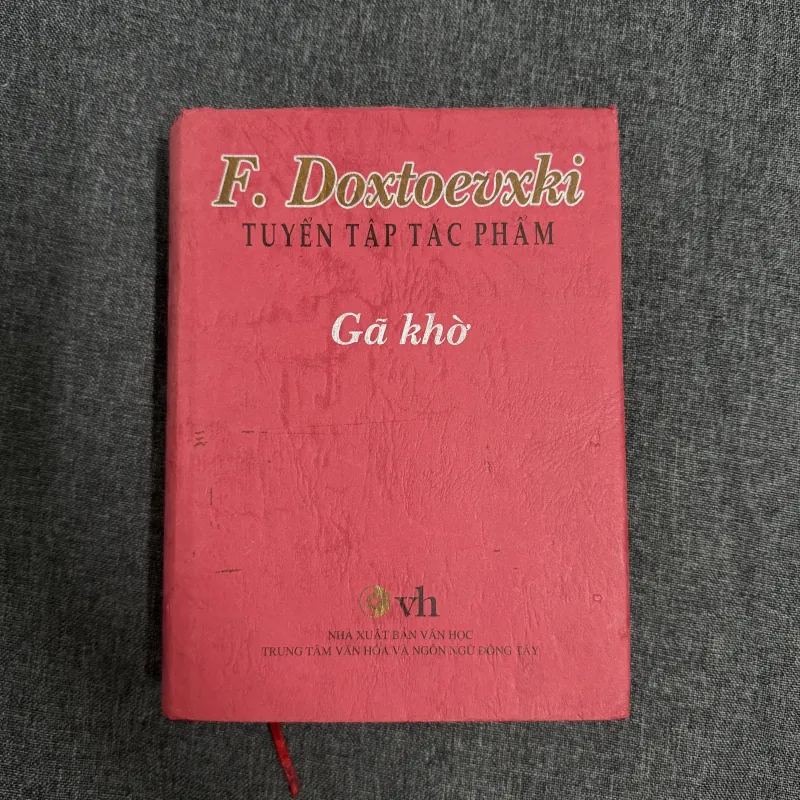 F. Doxtoevxki
TUYỂN TẬP TÁC PHẨM
Gã khờ
vh
NHÀ XUẤT BẢN VĂN HỌC
TRUNG TÂM VĂN HÓA VÀ NGÔN NGỮ ĐÔNG TÂY